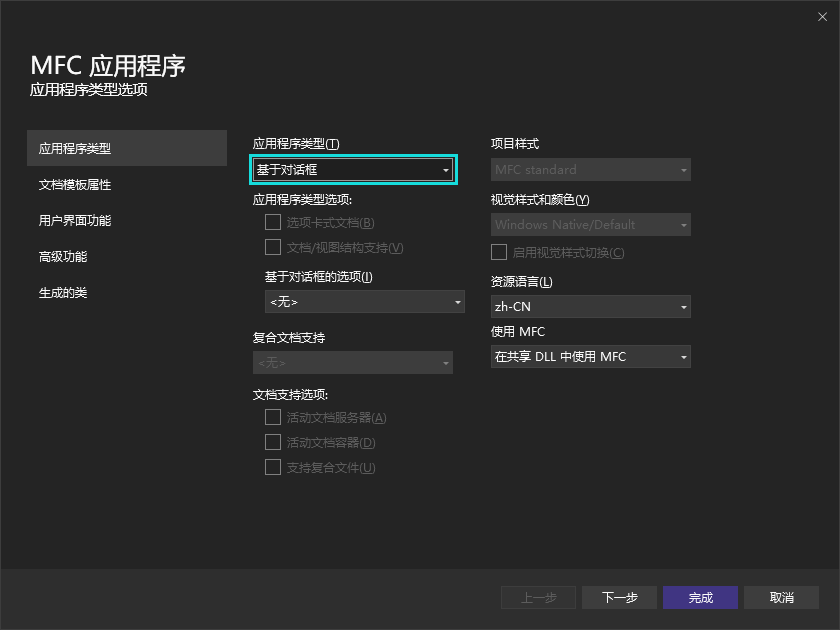 MFC 应用程序
应用程序类型选项
应用程序类型
文档模板属性
用户界面功能
高级功能
生成的类
应用程序类型(T)
基于对话框
应用程序类型选项:
选项卡式文档(B)
文档/视图结构支持(V)
基于对话框的选项(I)
<无>
复合文档支持
<无>
文档支持选项:
活动文档服务器(A)
活动文档容器(D)
支持复合文件(U)
项目样式
MFC standard
视觉样式和颜色(Y)
Windows Native/Default
启用视觉样式切换(C)
资源语言(L)
zh-CN
使用 MFC
在共享 DLL 中使用 MFC
上一步
下一步
完成
取消